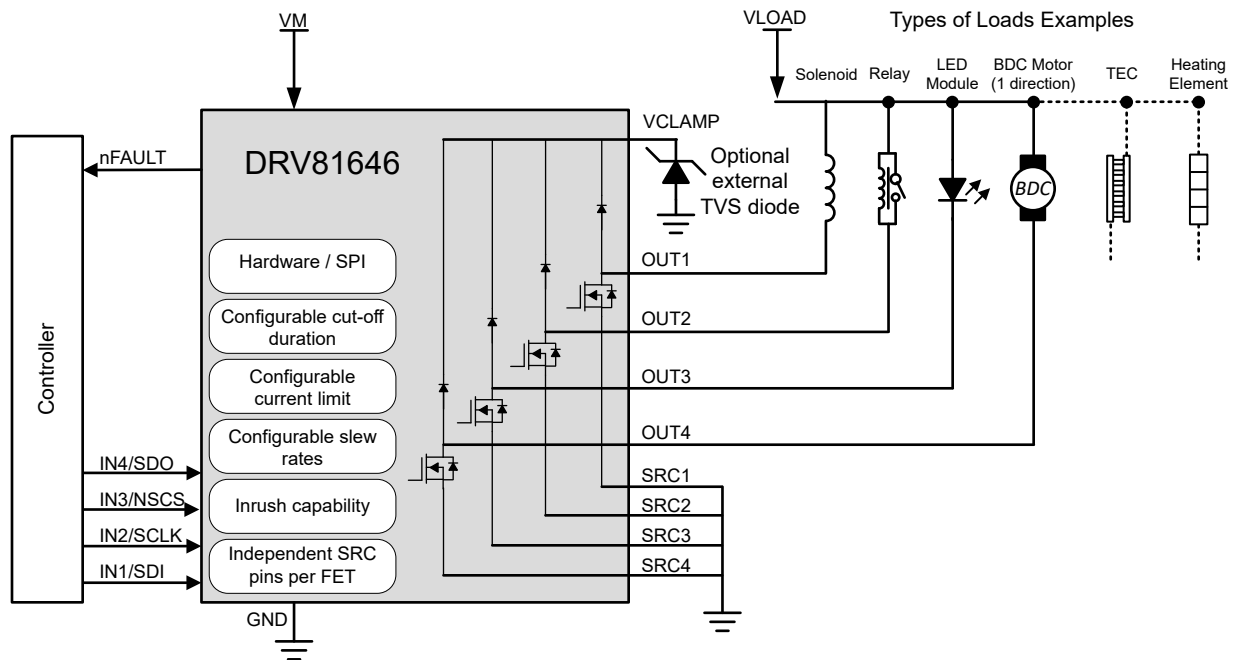 VM
VLOAD
Types of Loads Examples
Solenoid
Relay
LED
Module
BDC Motor
(1 direction)
TEC
Heating
Element
VCLAMP
nFAULT
DRV81646
Optional
external
TVS diode
BDC
Controller
Hardware / SPI
OUT1
Configurable cut-off
duration
OUT2
Configurable
current limit
OUT3
Configurable slew
rates
OUT4
IN4/SDO
SRC1
Inrush capability
IN3/NSCS
SRC2
IN2/SCLK
SRC3
Independent SRC
pins per FET
IN1/SDI
SRC4
GND